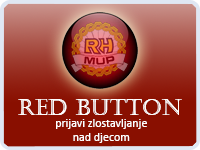 RH
MUP
RED BUTTON
prijavi zlostavljanje
nad djecom